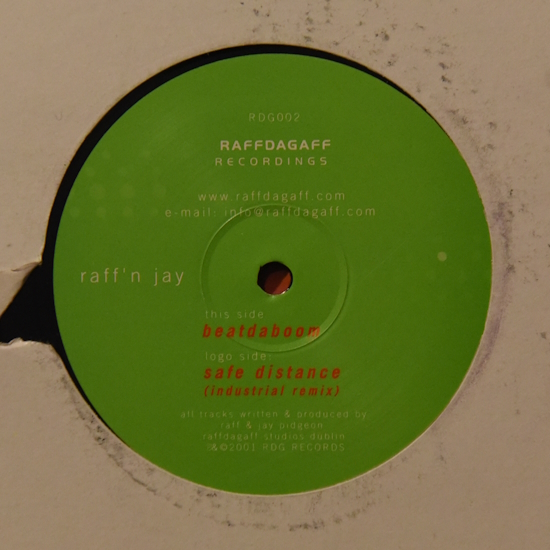 RDG002
RAFFDAGAFF
RECORDINGS
www.raffdagaff.com
e-mail: info@raffdagaff.com
raff'n jay
this side
beatdaboom
logo side:
safe distance
(industrial remix)
all tracks written & produced by
raff & jay pidgeon
raffdagaff studios dublin
℗&©2001 RDG RECORDS